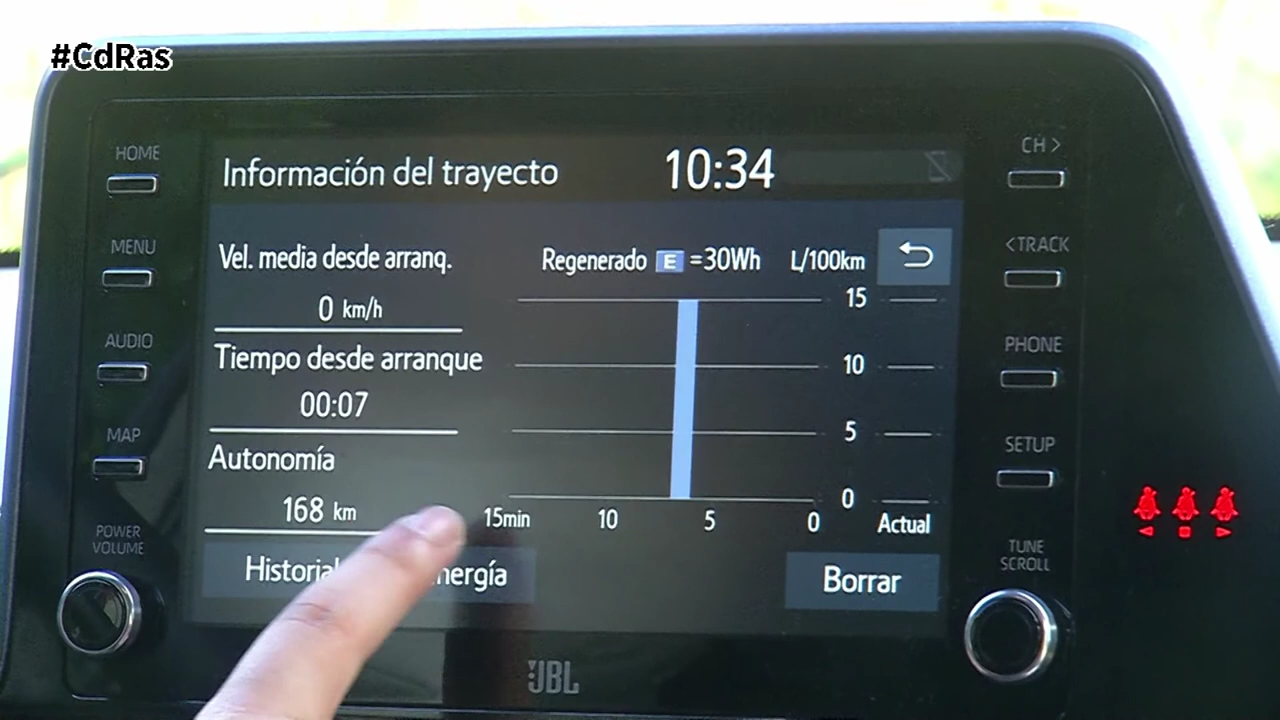 #CdRas
HOME
MENU
AUDIO
MAP
POWER
VOLUME
Información del trayecto
10:34
Vel. media desde arranq.
0 km/h
Tiempo desde arranque
00:07
Autonomía
168 km
Regenerado E =30Wh
L/100km
15
10
5
0
15min 10 5 0 Actual
Historial
nergía
Borrar
CH >
< TRACK
PHONE
SETUP
TUNE
SCROLL
JBL